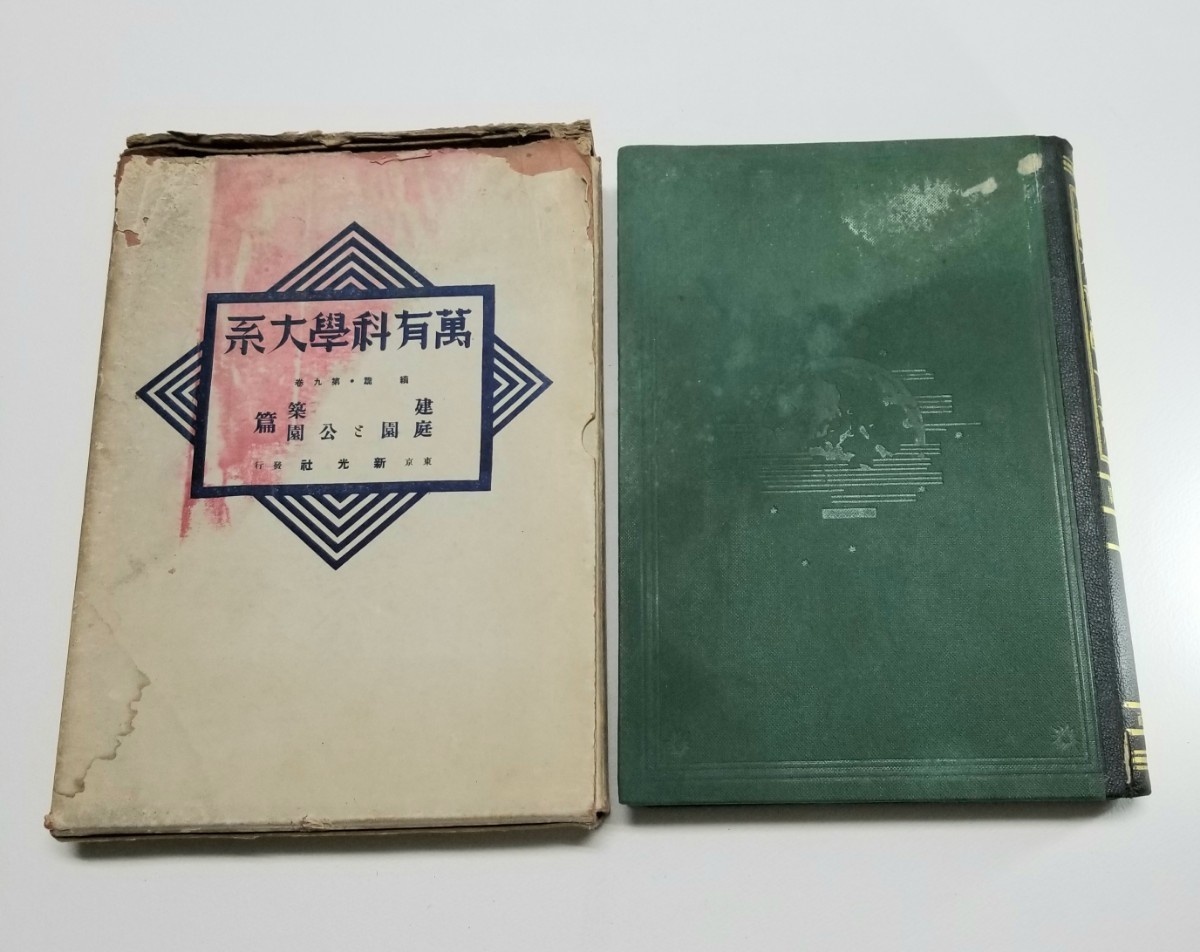 萬有科學大系
續篇・第九卷
建築
庭園と公園
篇
東京 新光社 發行